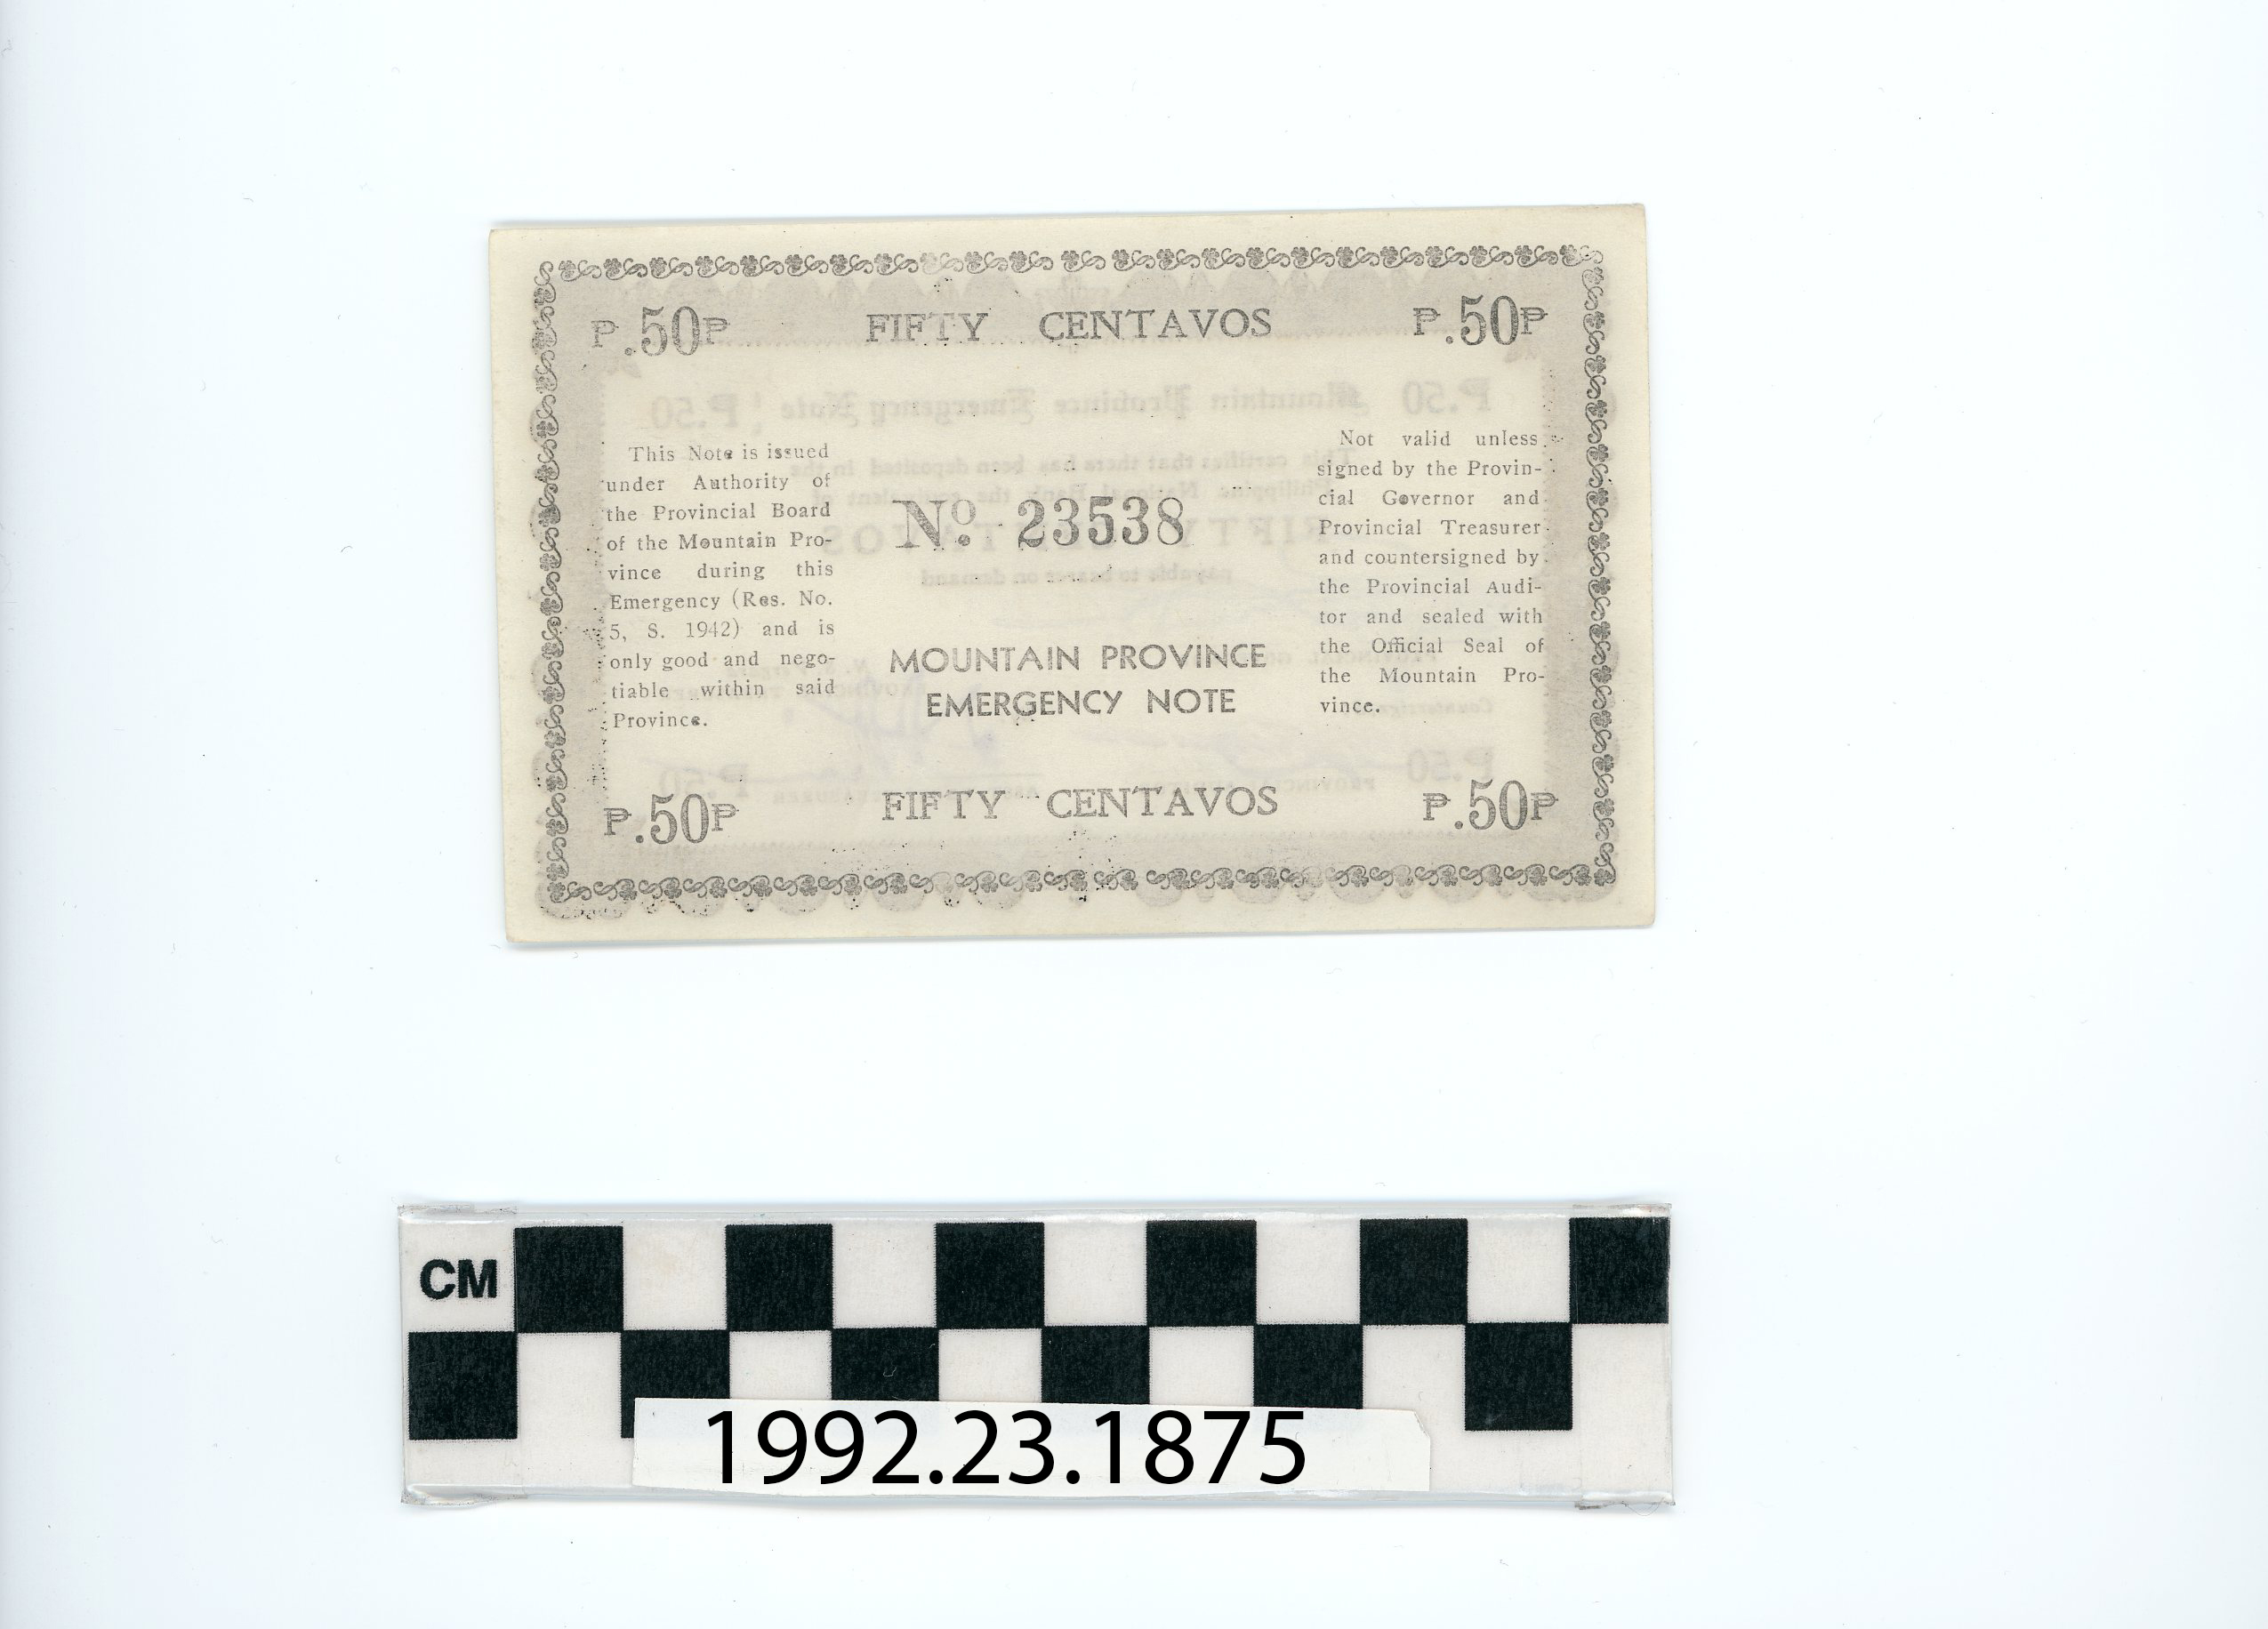 ₱.50₱ FIFTY CENTAVOS ₱.50₱
This Note is issued
under Authority of
the Provincial Board
of the Mountain Pro-
vince during this
Emergency (Res. No.
5, S. 1942) and is
only good and nego-
tiable within said
Province.
Nº. 23538
MOUNTAIN PROVINCE
EMERGENCY NOTE
Not valid unless
signed by the Provin-
cial Governor and
Provincial Treasurer
and countersigned by
the Provincial Audi-
tor and sealed with
the Official Seal of
the Mountain Pro-
vince.
₱.50₱ FIFTY CENTAVOS ₱.50₱
CM
1992.23.1875